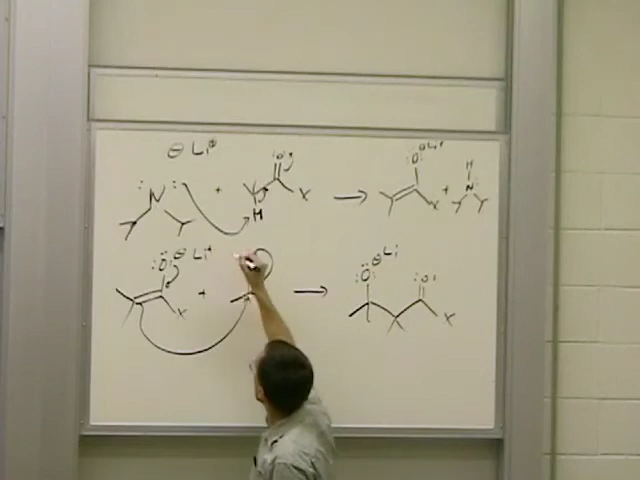 ⊖ Li⊕
:N: + :O: H X → :O:⊖ Li⊕ X + H N:
:Ö:⊖ Li⁺ X + → :Ö:⊖ Li :O: X